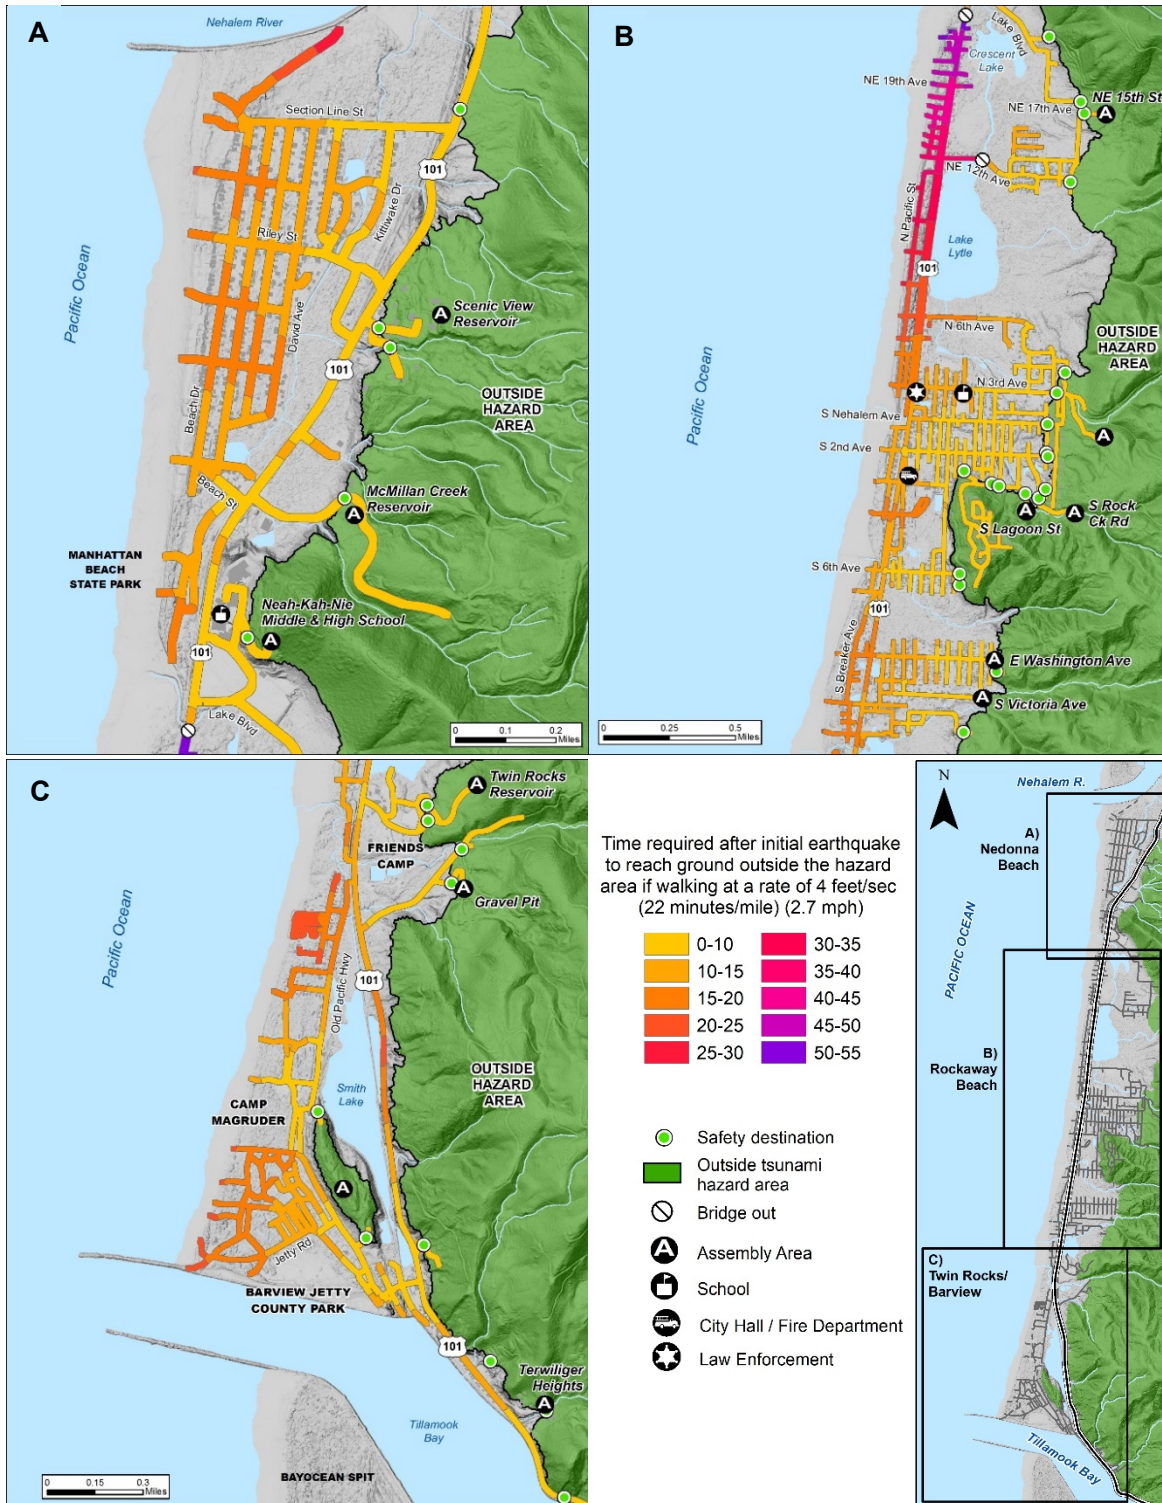 A
Nehalem River
Section Line St
101
Kittiwake Dr
Riley St
Pacific Ocean
David Ave
A
Scenic View
Reservoir
101
OUTSIDE
HAZARD
AREA
Beach Dr
Beach St
McMillan Creek
Reservoir
A
MANHATTAN
BEACH
STATE PARK
Neah-Kah-Nie
Middle & High School
A
101
Lake Blvd
0 0.1 0.2
Miles
B
Lake Blvd
Crescent
Lake
NE 19th Ave
NE 15th St
NE 17th Ave
A
NE 12th Ave
N Pacific St
Lake
Lytle
101
N 6th Ave
OUTSIDE
HAZARD
AREA
Pacific Ocean
N 3rd Ave
S Nehalem Ave
A
S 2nd Ave
A
A
S Rock
Ck Rd
S Lagoon St
S 6th Ave
101
S Breaker Ave
A
E Washington Ave
A
S Victoria Ave
0 0.25 0.5
Miles
C
A
Twin Rocks
Reservoir
FRIENDS
CAMP
A
Gravel Pit
Pacific Ocean
Old Pacific Hwy
101
OUTSIDE
HAZARD
AREA
Smith
Lake
CAMP
MAGRUDER
A
Jetty Rd
BARVIEW JETTY
COUNTY PARK
101
Terwiliger
Heights
A
Tillamook
Bay
BAYOCEAN SPIT
0 0.15 0.3
Miles
Time required after initial earthquake
to reach ground outside the hazard
area if walking at a rate of 4 feet/sec
(22 minutes/mile) (2.7 mph)
0-10 30-35
10-15 35-40
15-20 40-45
20-25 45-50
25-30 50-55
Safety destination
Outside tsunami
hazard area
Bridge out
A Assembly Area
School
City Hall / Fire Department
Law Enforcement
N
Nehalem R.
A)
Nedonna
Beach
PACIFIC OCEAN
B)
Rockaway
Beach
C)
Twin Rocks/
Barview
Tillamook Bay